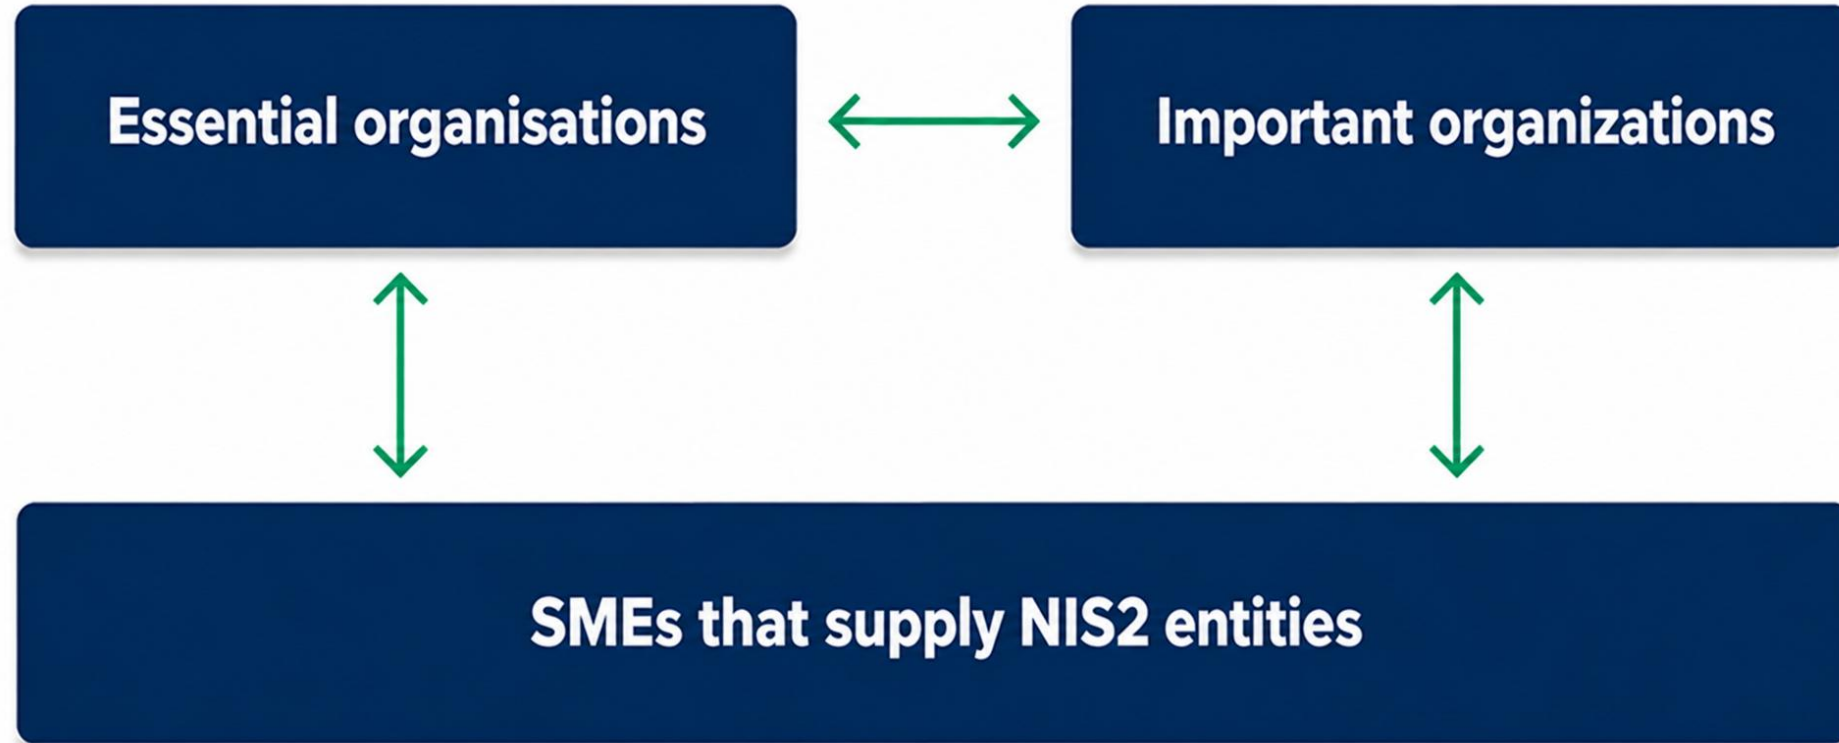 Essential organisations
Important organizations
SMEs that supply NIS2 entities